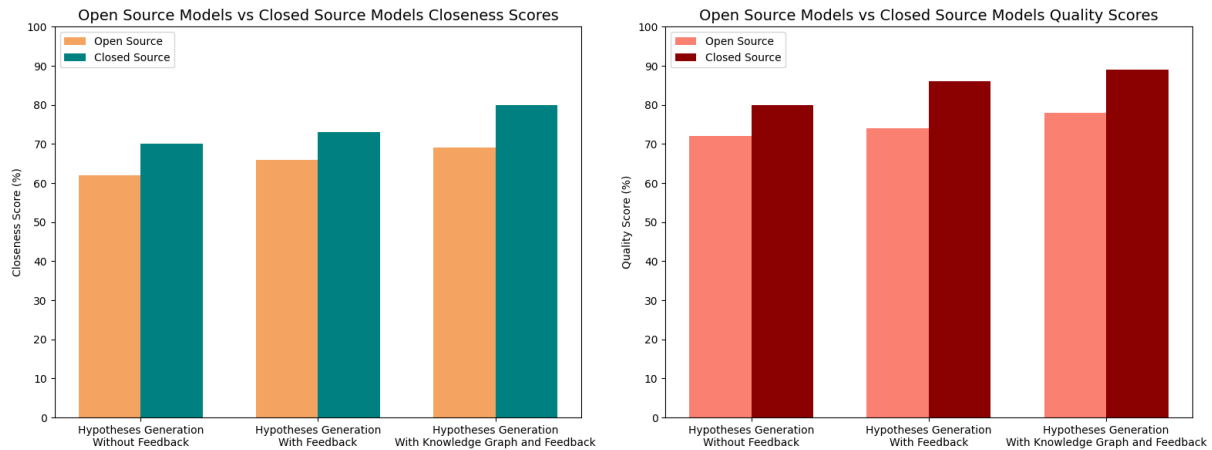 Open Source Models vs Closed Source Models Closeness Scores
Open Source
Closed Source
Closeness Score (%)
100
90
80
70
60
50
40
30
20
10
0
Hypotheses Generation
Without Feedback
Hypotheses Generation
With Feedback
Hypotheses Generation
With Knowledge Graph and Feedback
Open Source Models vs Closed Source Models Quality Scores
Open Source
Closed Source
Quality Score (%)
100
90
80
70
60
50
40
30
20
10
0
Hypotheses Generation
Without Feedback
Hypotheses Generation
With Feedback
Hypotheses Generation
With Knowledge Graph and Feedback